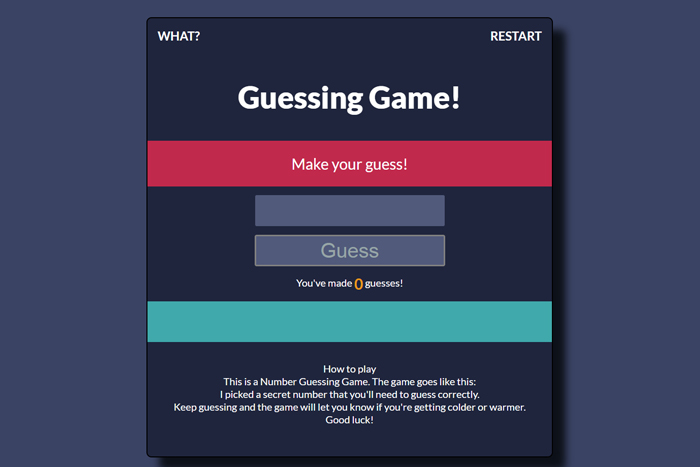 WHAT?
RESTART
Guessing Game!
Make your guess!
Guess
You've made 0 guesses!
How to play
This is a Number Guessing Game. The game goes like this:
I picked a secret number that you'll need to guess correctly.
Keep guessing and the game will let you know if you're getting colder or warmer.
Good luck!